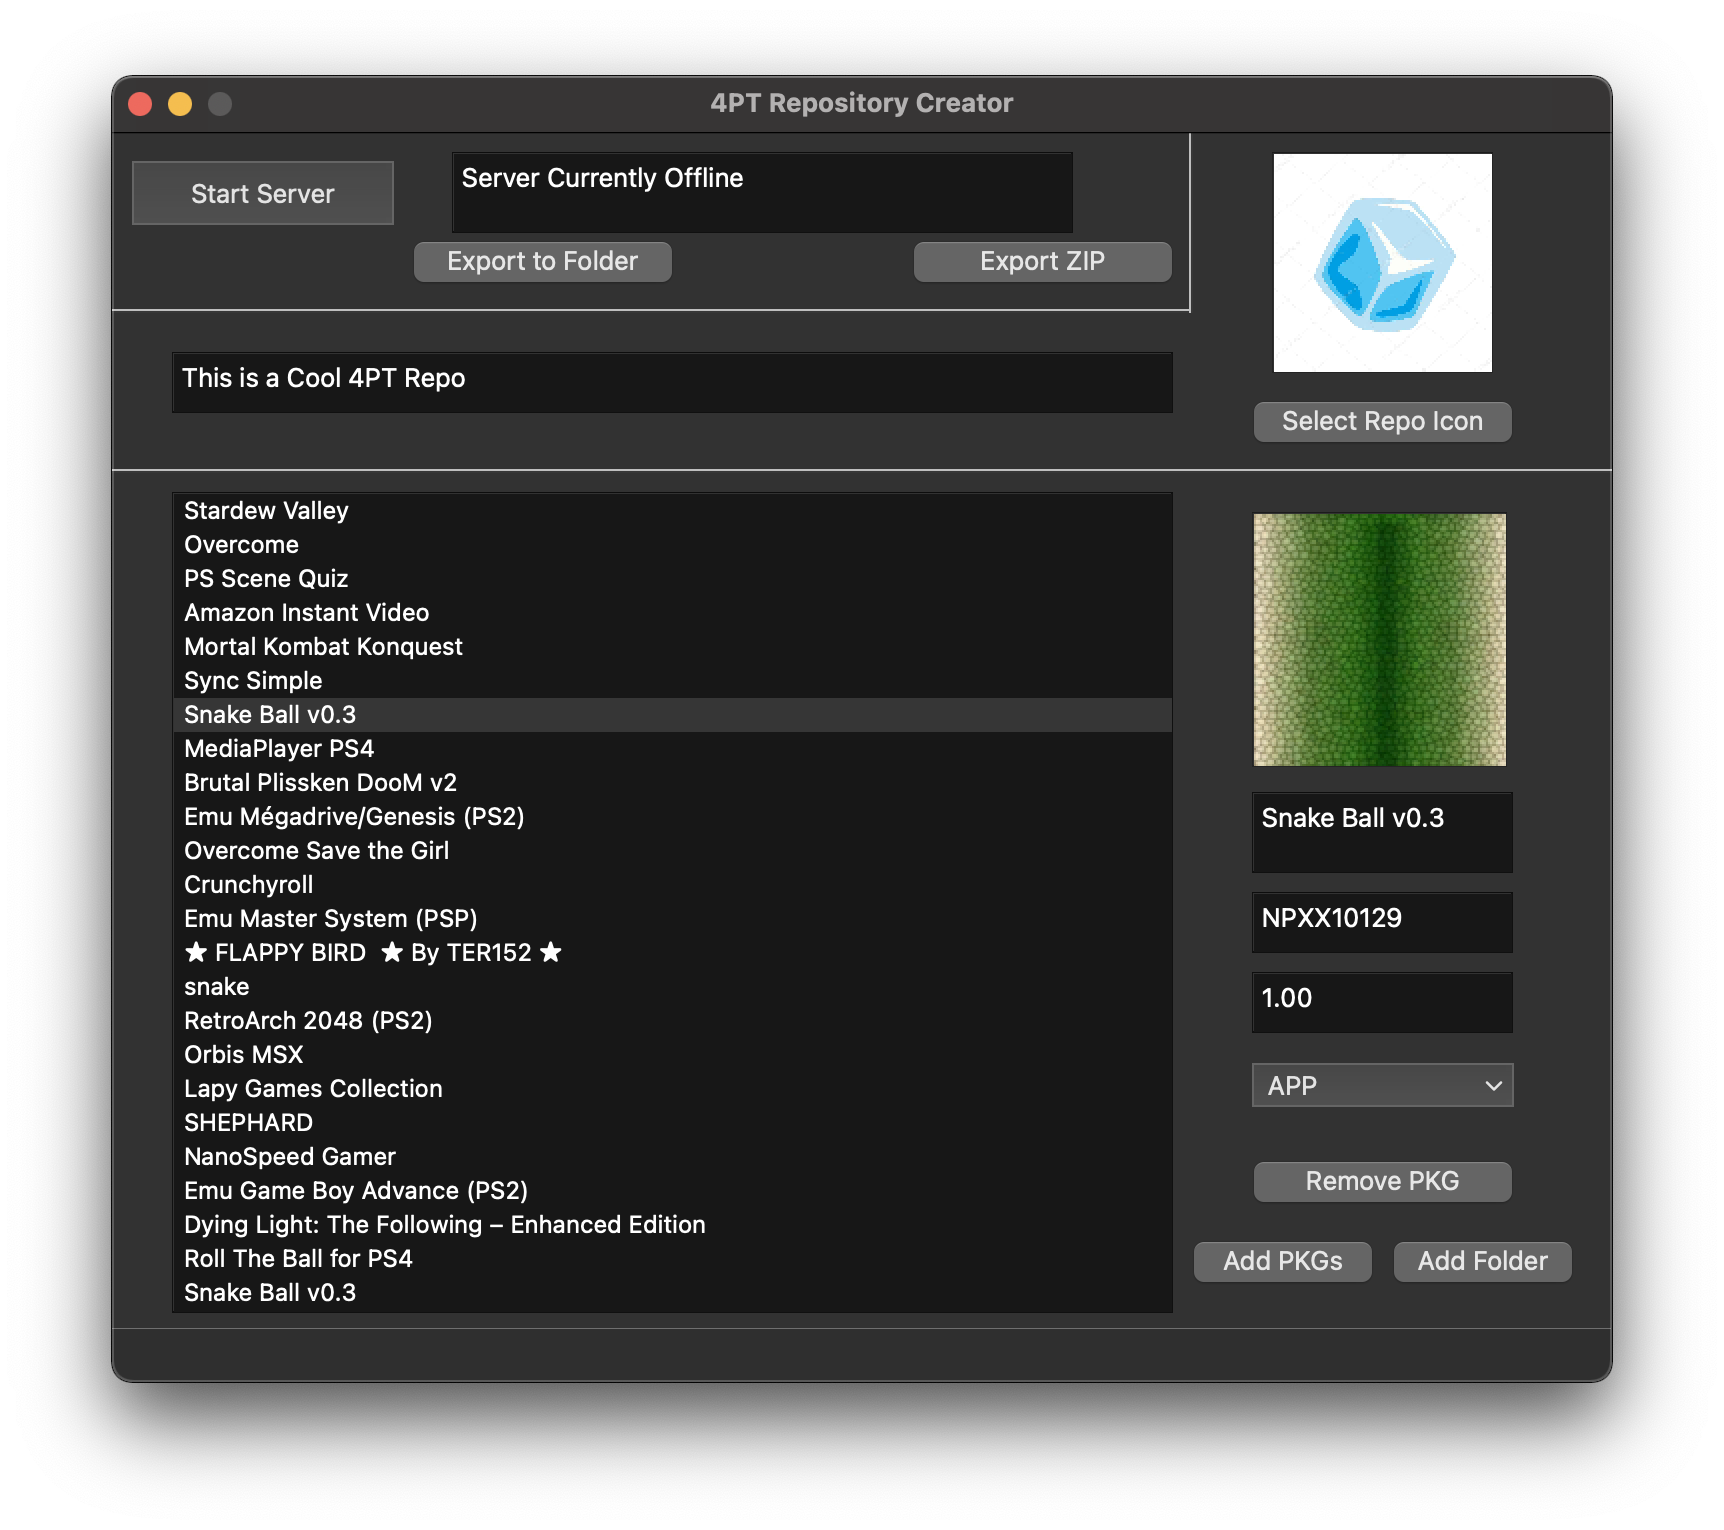 4PT Repository Creator
Start Server
Server Currently Offline
Export to Folder
Export ZIP
This is a Cool 4PT Repo
Select Repo Icon
Stardew Valley
Overcome
PS Scene Quiz
Amazon Instant Video
Mortal Kombat Konquest
Sync Simple
Snake Ball v0.3
MediaPlayer PS4
Brutal Plissken DooM v2
Emu Mégadrive/Genesis (PS2)
Overcome Save the Girl
Crunchyroll
Emu Master System (PSP)
★ FLAPPY BIRD ★ By TER152 ★
snake
RetroArch 2048 (PS2)
Orbis MSX
Lapy Games Collection
SHEPHARD
NanoSpeed Gamer
Emu Game Boy Advance (PS2)
Dying Light: The Following – Enhanced Edition
Roll The Ball for PS4
Snake Ball v0.3
Snake Ball v0.3
NPXX10129
1.00
APP
Remove PKG
Add PKGs
Add Folder